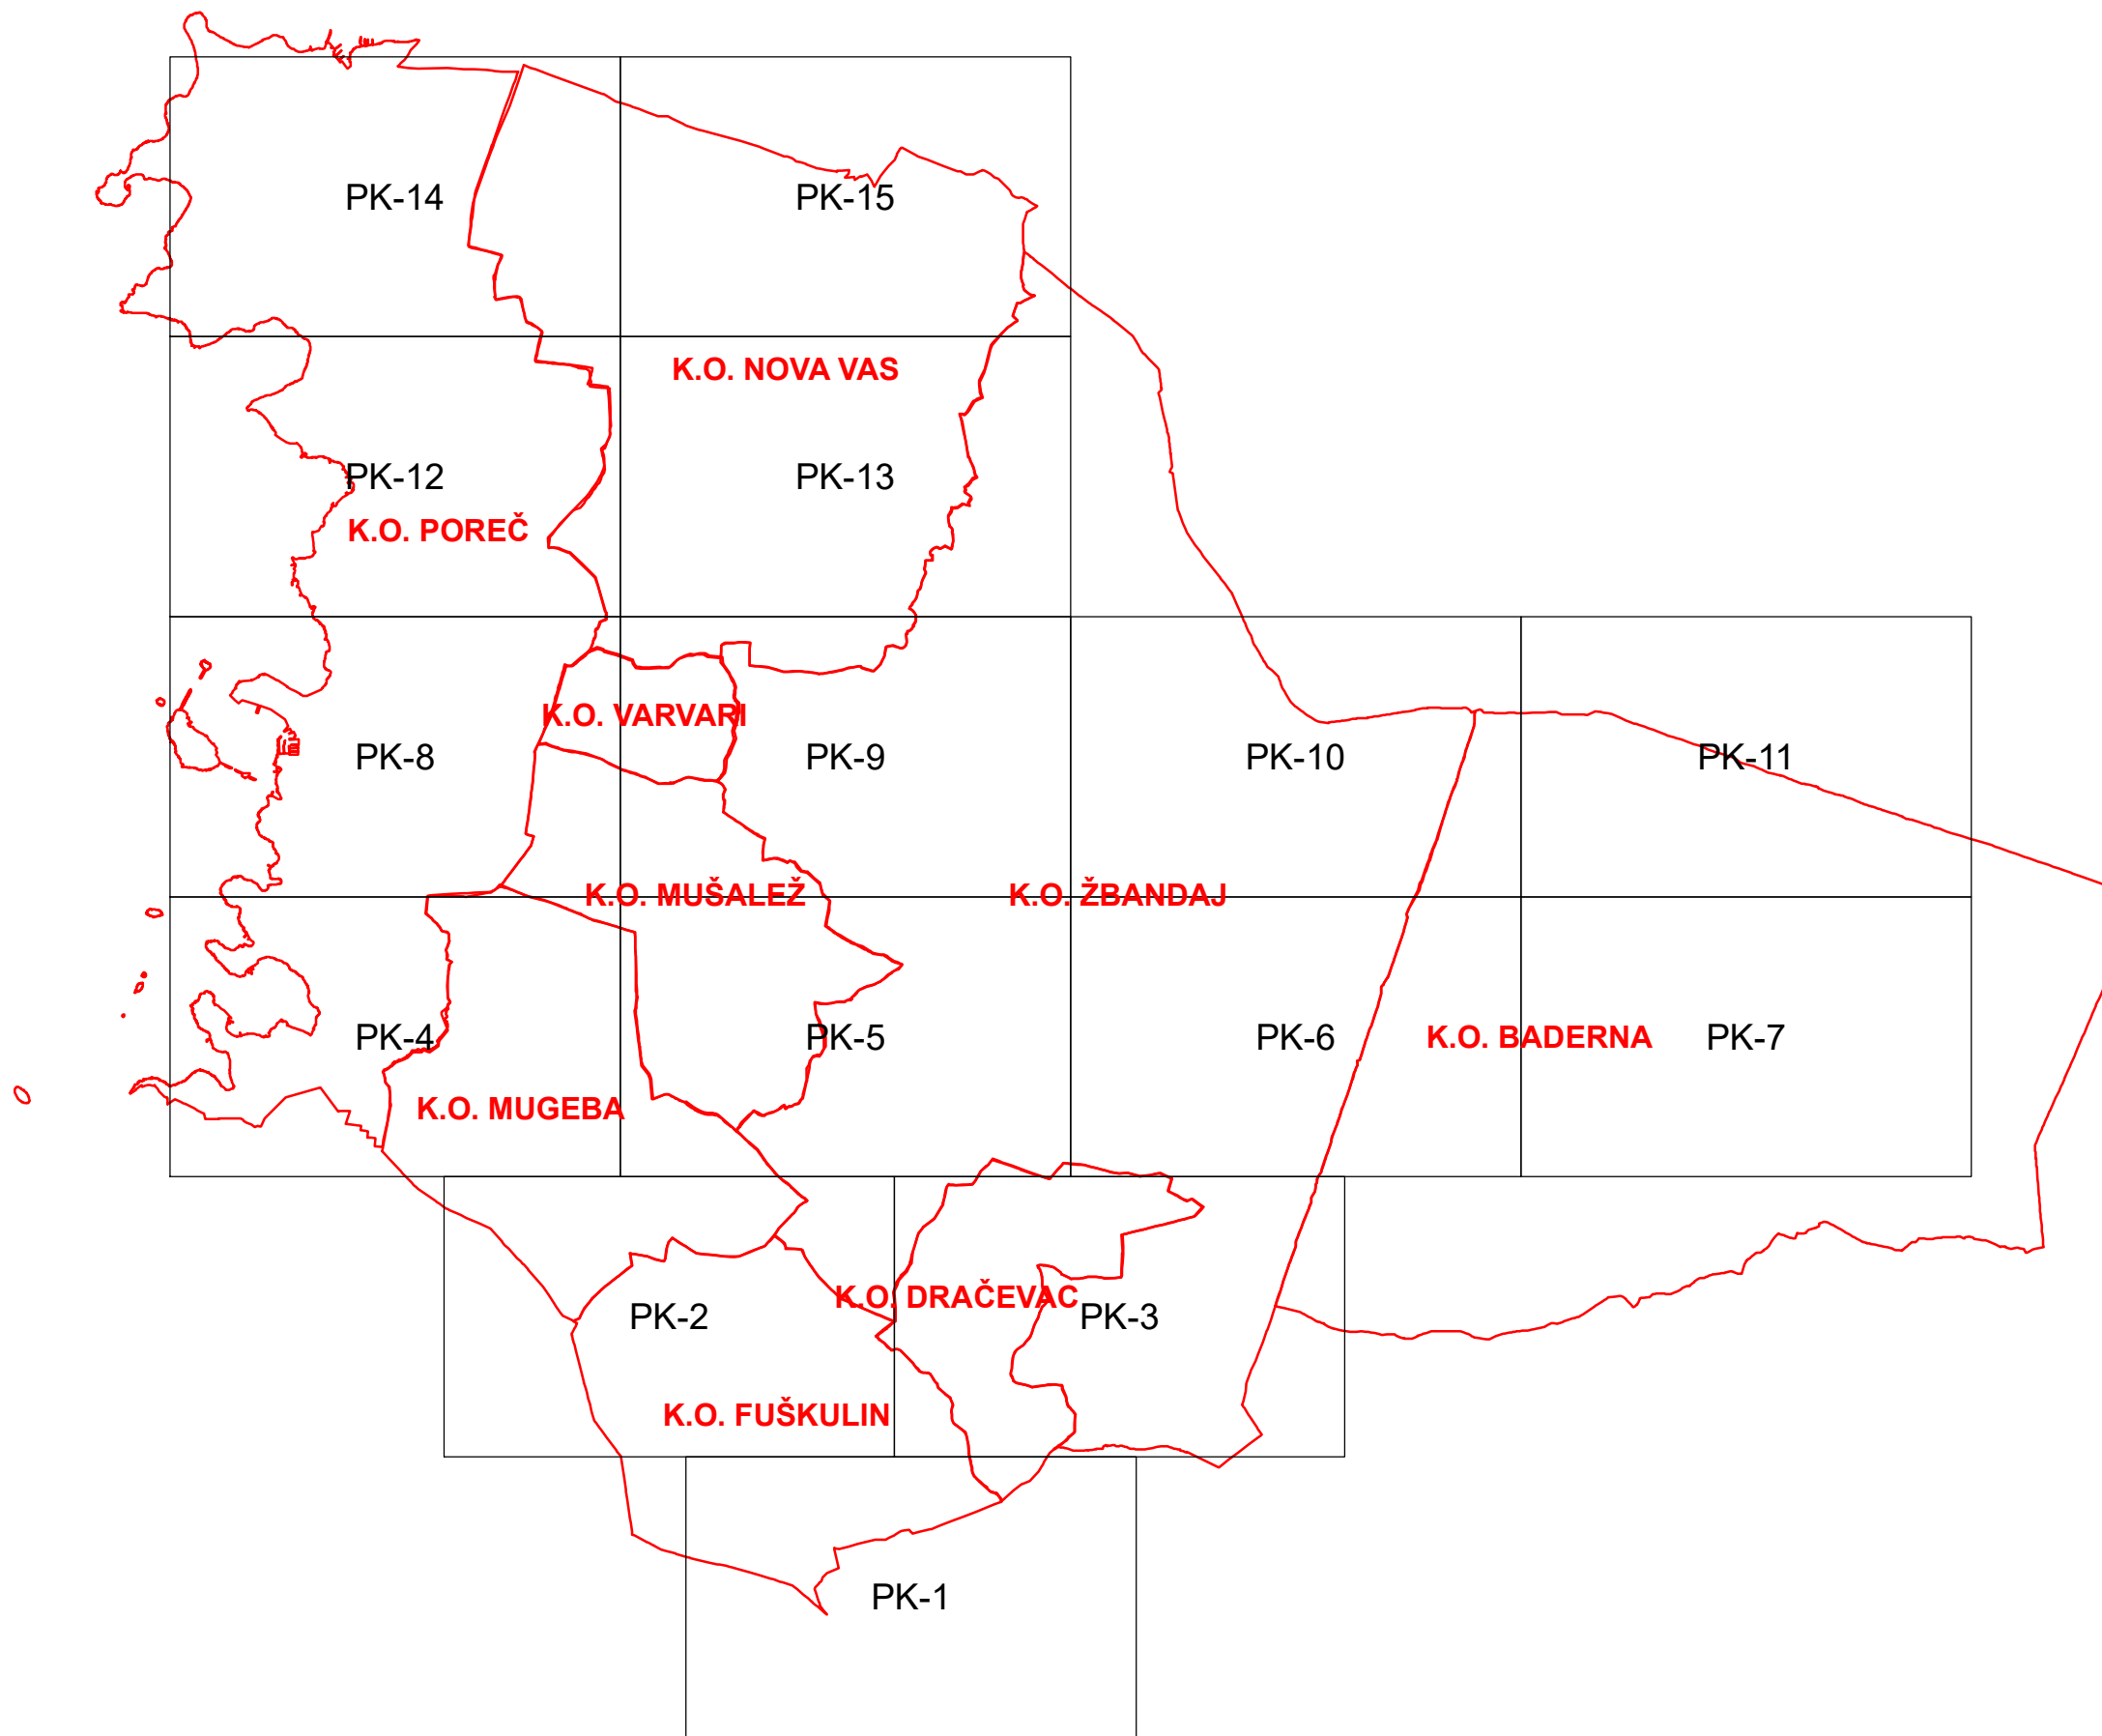 PK-14
PK-15
K.O. NOVA VAS
PK-12
PK-13
K.O. POREČ
K.O. VARVARI
PK-8
PK-9
PK-10
PK-11
K.O. MUŠALEŽ
K.O. ŽBANDAJ
PK-4
PK-5
PK-6
K.O. BADERNA
PK-7
K.O. MUGEBA
K.O. DRAČEVAC
PK-2
PK-3
K.O. FUŠKULIN
PK-1